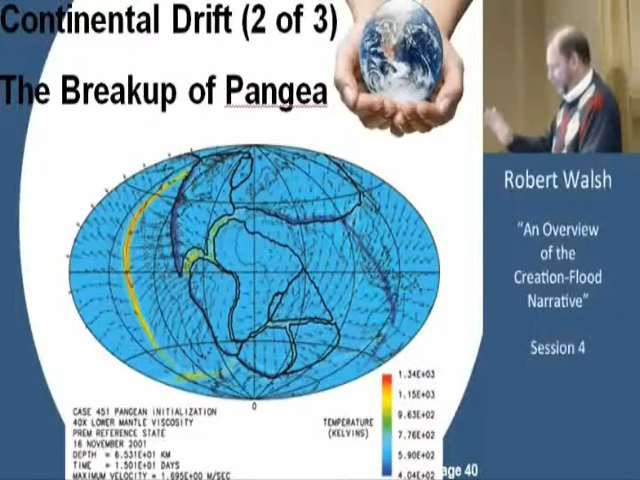 Continental Drift (2 of 3)
The Breakup of Pangea
Robert Walsh
"An Overview
of the
Creation-Flood
Narrative"
Session 4
0
CASE 451 PANGEAN INITIALIZATION
40X LOWER MANTLE VISCOSITY
PREM REFERENCE STATE
16 NOVEMBER 2001
DEPTH = 6.531E+01 KM
TIME = 1.501E+01 DAYS
MAXIMUM VELOCITY = 1.695E+00 M/SEC
TEMPERATURE
(KELVINS)
1.34E+03
1.15E+03
9.63E+02
7.76E+02
5.90E+02
4.04E+02
age 40